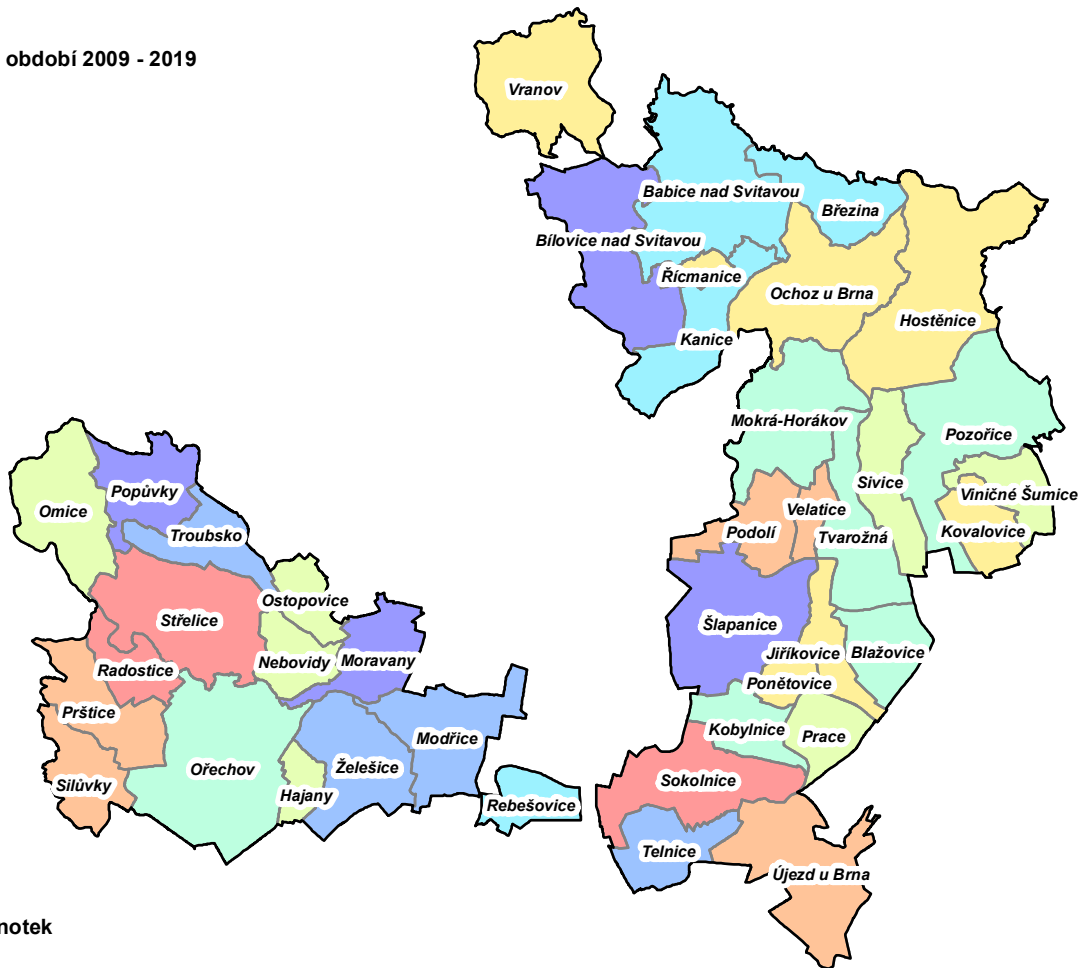 období 2009 - 2019
Vranov
Babice nad Svitavou
Březina
Bílovice nad Svitavou
Řícmanice
Ochoz u Brna
Hostěnice
Kanice
Mokrá-Horákov
Pozořice
Sivice
Viničné Šumice
Omice
Popůvky
Velatice
Podolí
Tvarožná
Kovalovice
Troubsko
Ostopovice
Střelice
Šlapanice
Jiříkovice
Blažovice
Nebovidy
Moravany
Radostice
Ponětovice
Prštice
Kobylnice
Prace
Modřice
Ořechov
Želešice
Sokolnice
Silůvky
Hajany
Rebešovice
Telnice
Újezd u Brna
notek